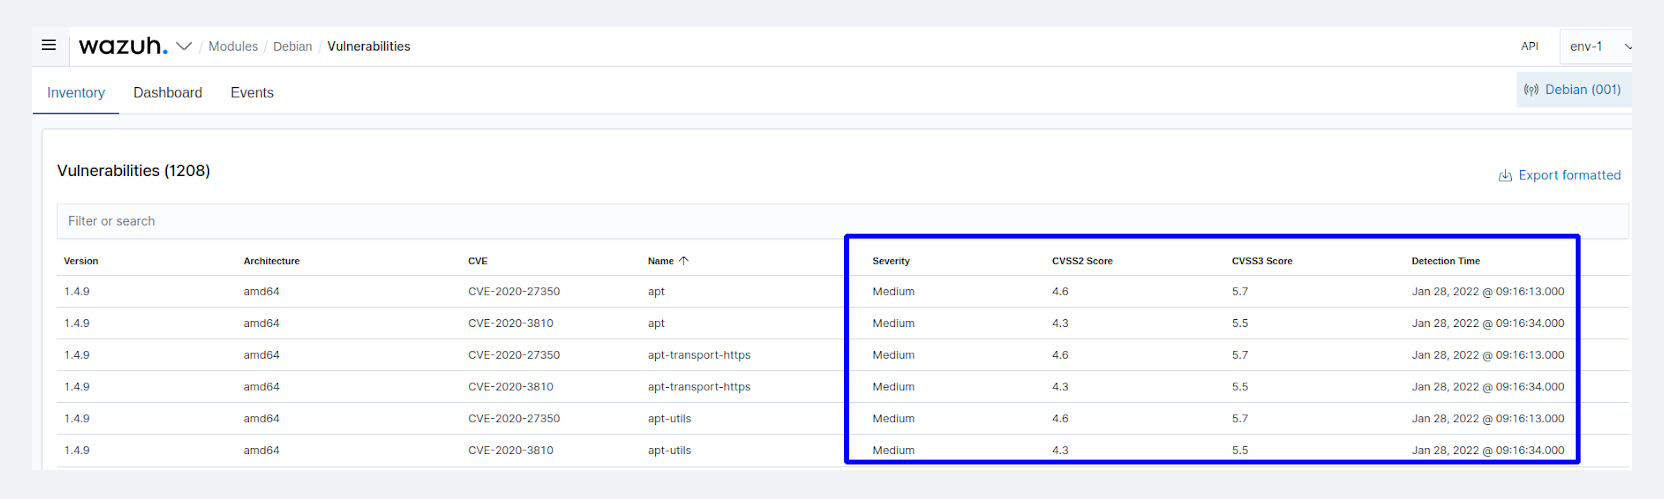 wazuh. / Modules / Debian / Vulnerabilities API env-1
Inventory Dashboard Events Debian (001)
Vulnerabilities (1208)
Export formatted
Filter or search
Version Architecture CVE Name ↑ Severity CVSS2 Score CVSS3 Score Detection Time
1.4.9 amd64 CVE-2020-27350 apt Medium 4.6 5.7 Jan 28, 2022 @ 09:16:13.000
1.4.9 amd64 CVE-2020-3810 apt Medium 4.3 5.5 Jan 28, 2022 @ 09:16:34.000
1.4.9 amd64 CVE-2020-27350 apt-transport-https Medium 4.6 5.7 Jan 28, 2022 @ 09:16:13.000
1.4.9 amd64 CVE-2020-3810 apt-transport-https Medium 4.3 5.5 Jan 28, 2022 @ 09:16:34.000
1.4.9 amd64 CVE-2020-27350 apt-utils Medium 4.6 5.7 Jan 28, 2022 @ 09:16:13.000
1.4.9 amd64 CVE-2020-3810 apt-utils Medium 4.3 5.5 Jan 28, 2022 @ 09:16:34.000